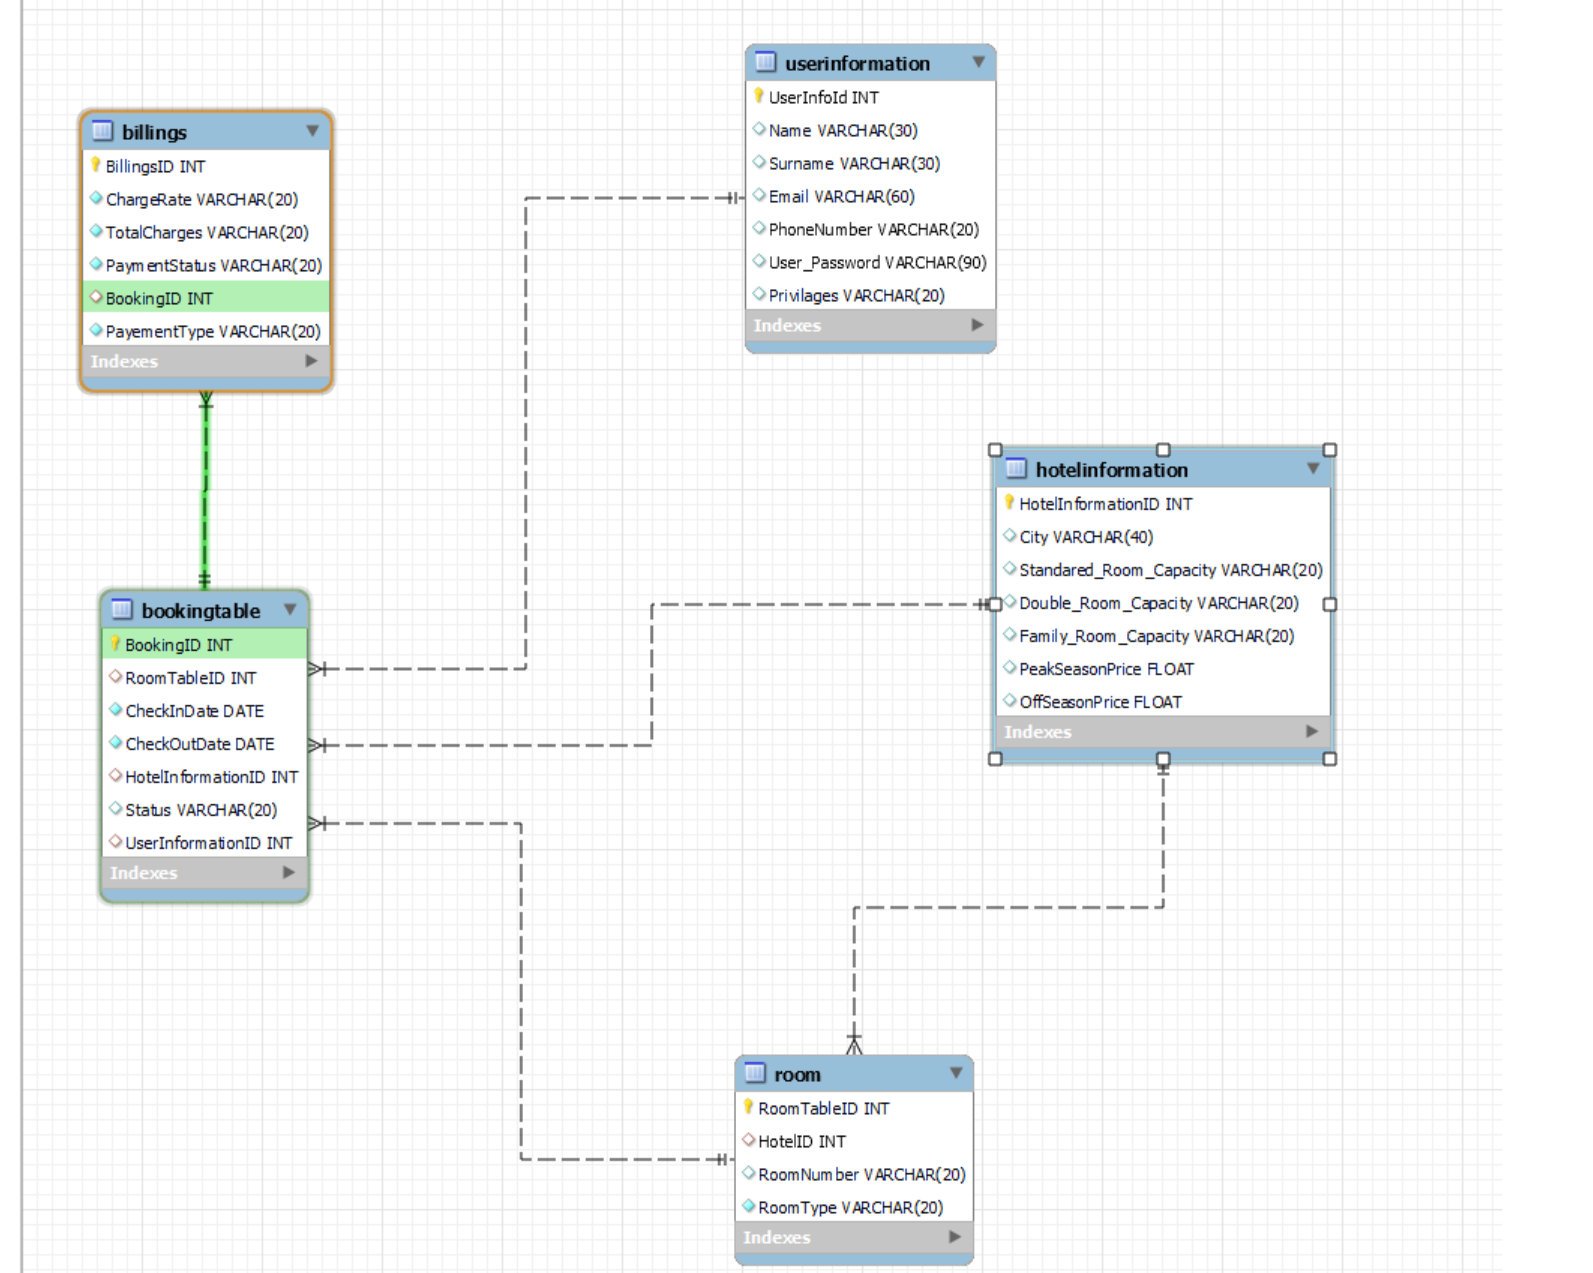 billings
BillingsID INT
ChargeRate VARCHAR(20)
TotalCharges VARCHAR(20)
PaymentStatus VARCHAR(20)
BookingID INT
PayementType VARCHAR(20)
Indexes
userinformation
UserInfoId INT
Name VARCHAR(30)
Surname VARCHAR(30)
Email VARCHAR(60)
PhoneNumber VARCHAR(20)
User_Password VARCHAR(90)
Privilages VARCHAR(20)
Indexes
hotelinformation
HotelInformationID INT
City VARCHAR(40)
Standared_Room_Capacity VARCHAR(20)
Double_Room_Capacity VARCHAR(20)
Family_Room_Capacity VARCHAR(20)
PeakSeasonPrice FLOAT
OffSeasonPrice FLOAT
Indexes
bookingtable
BookingID INT
RoomTableID INT
CheckInDate DATE
CheckOutDate DATE
HotelInformationID INT
Status VARCHAR(20)
UserInformationID INT
Indexes
room
RoomTableID INT
HotelID INT
RoomNumber VARCHAR(20)
RoomType VARCHAR(20)
Indexes